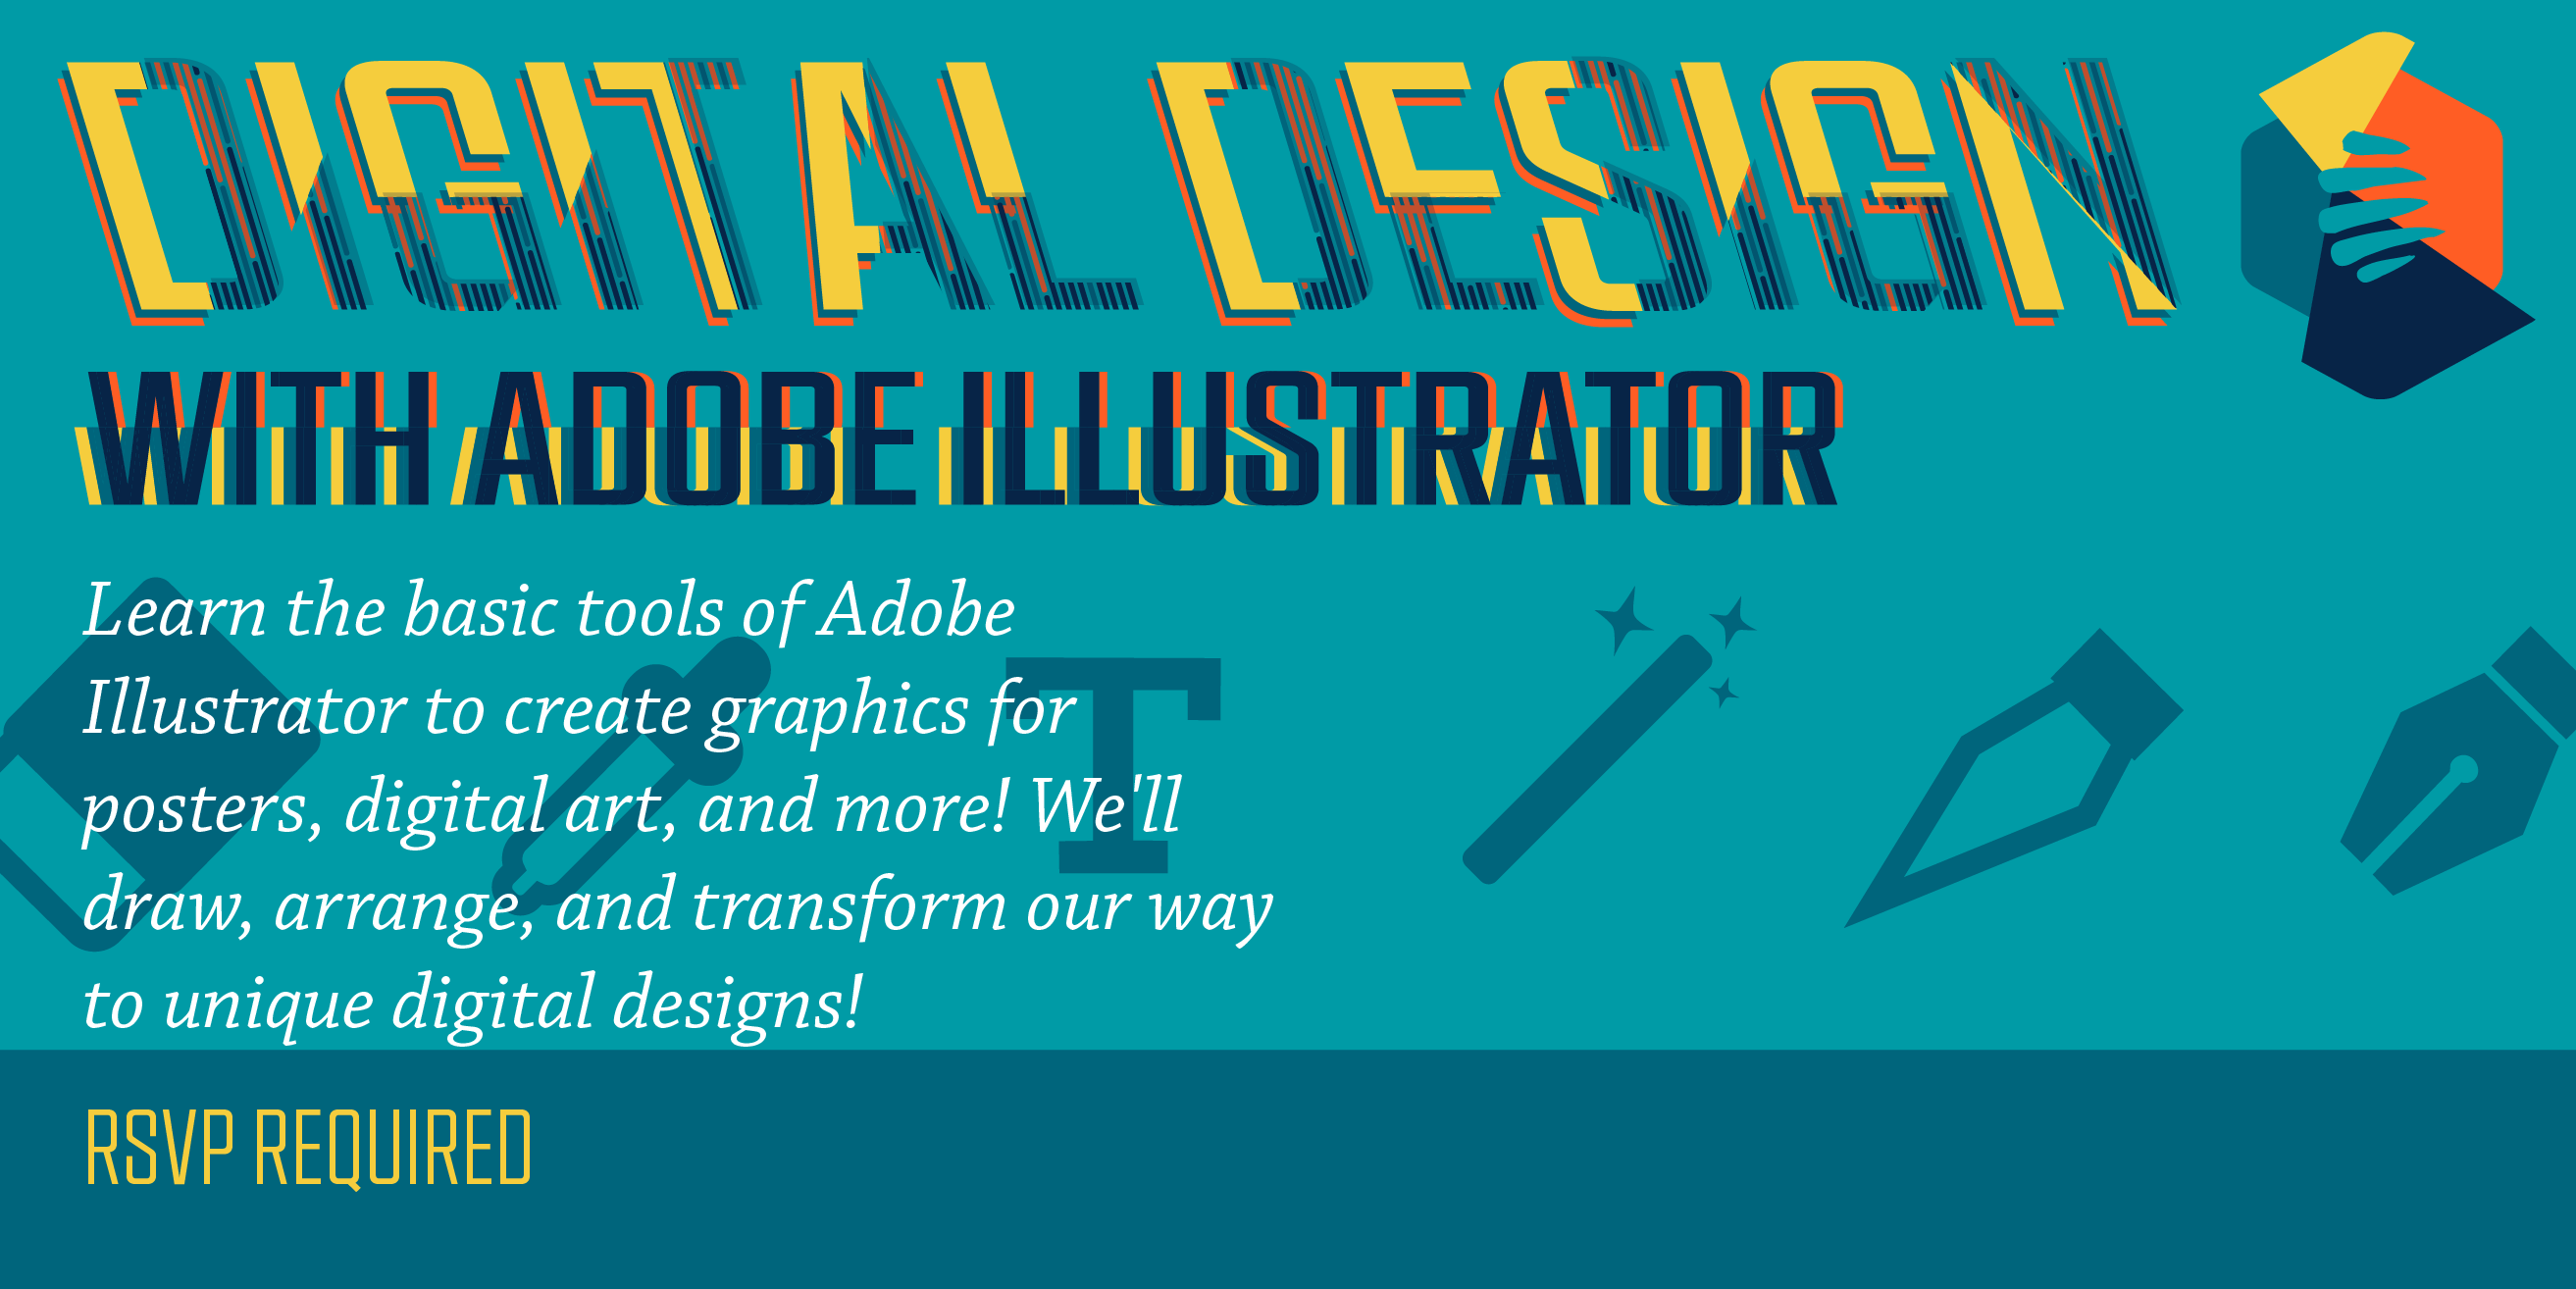 DIGITAL DESIGN
WITH ADOBE ILLUSTRATOR
Learn the basic tools of Adobe
Illustrator to create graphics for
posters, digital art, and more! We'll
draw, arrange, and transform our way
to unique digital designs!
RSVP REQUIRED